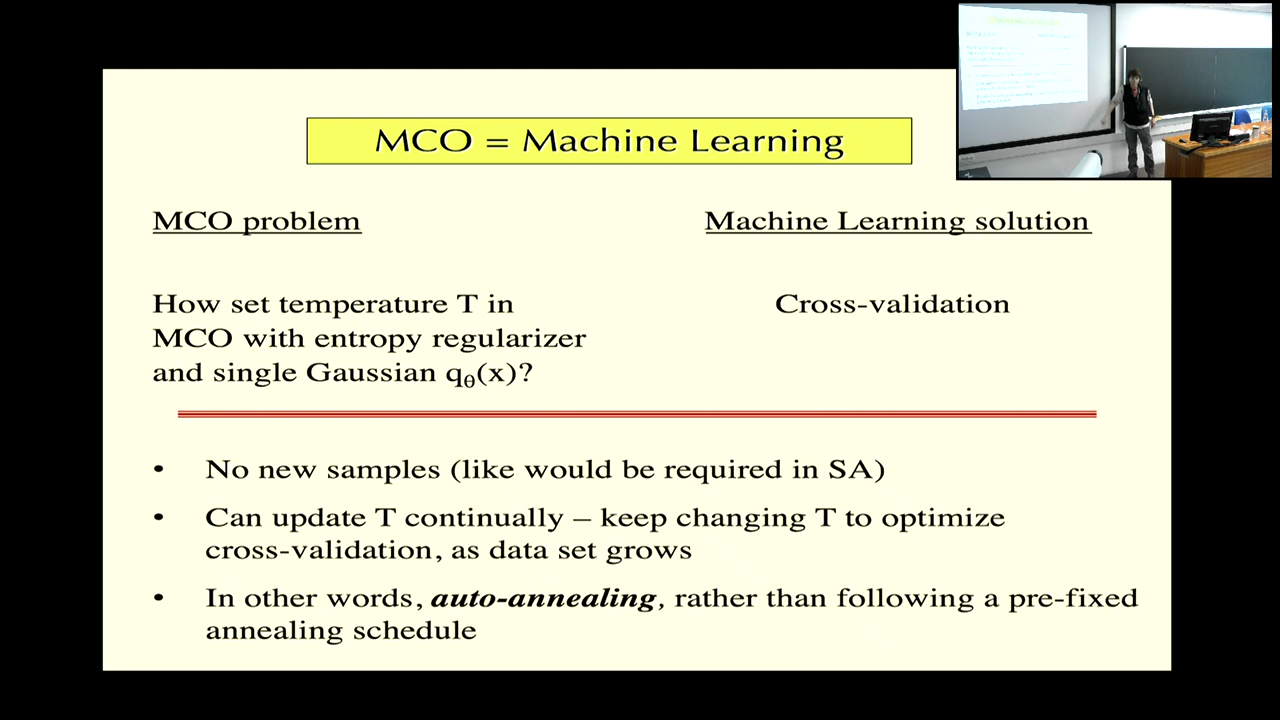 MCO = Machine Learning
MCO problem
Machine Learning solution
How set temperature T in
MCO with entropy regularizer
and single Gaussian qθ(x)?
Cross-validation
• No new samples (like would be required in SA)
• Can update T continually – keep changing T to optimize
cross-validation, as data set grows
• In other words, auto-annealing, rather than following a pre-fixed
annealing schedule